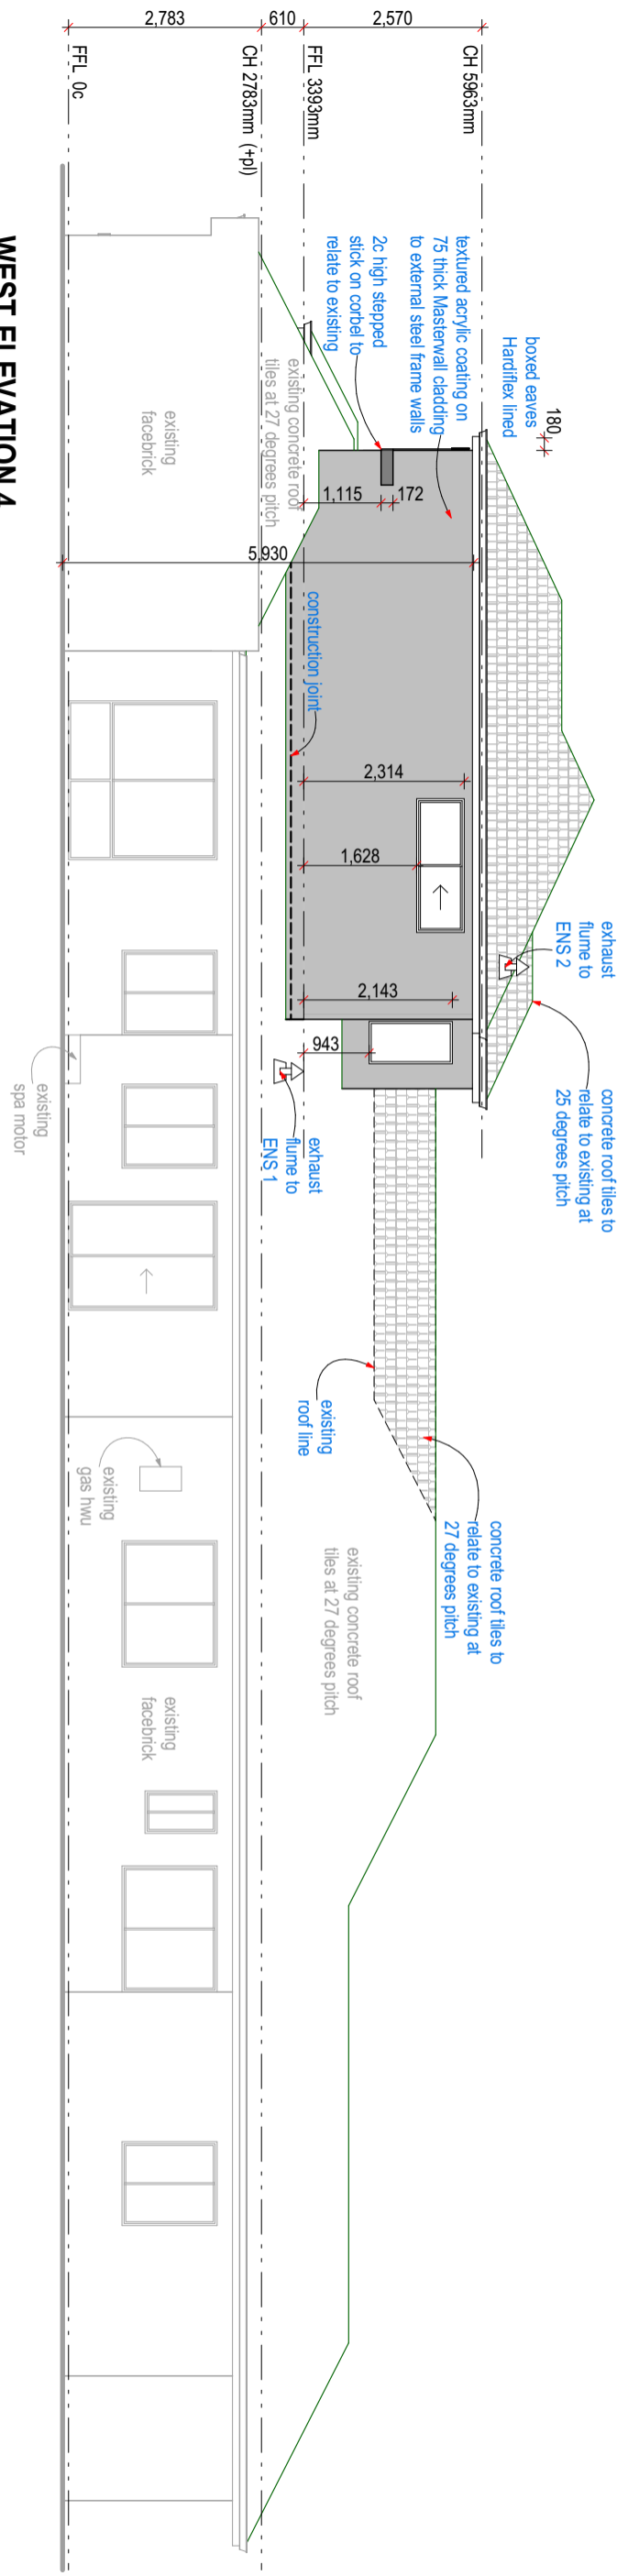 2,783
610
2,570
FFL 0c
CH 2783mm (+pl)
FFL 3393mm
CH 5963mm
boxed eaves
Hardiflex lined
180
textured acrylic coating on
75 thick Masterwall cladding
to external steel frame walls
2c high stepped
stick on corbel to
relate to existing
existing concrete roof
tiles at 27 degrees pitch
existing
facebrick
1,115
172
5,930
construction joint
2,314
1,628
2,143
943
exhaust
flume to
ENS 2
concrete roof tiles to
relate to existing at
25 degrees pitch
exhaust
flume to
ENS 1
existing
spa motor
existing
roof line
existing
gas hwu
concrete roof tiles to
relate to existing at
27 degrees pitch
existing concrete roof
tiles at 27 degrees pitch
existing
facebrick
WEST ELEVATION 4